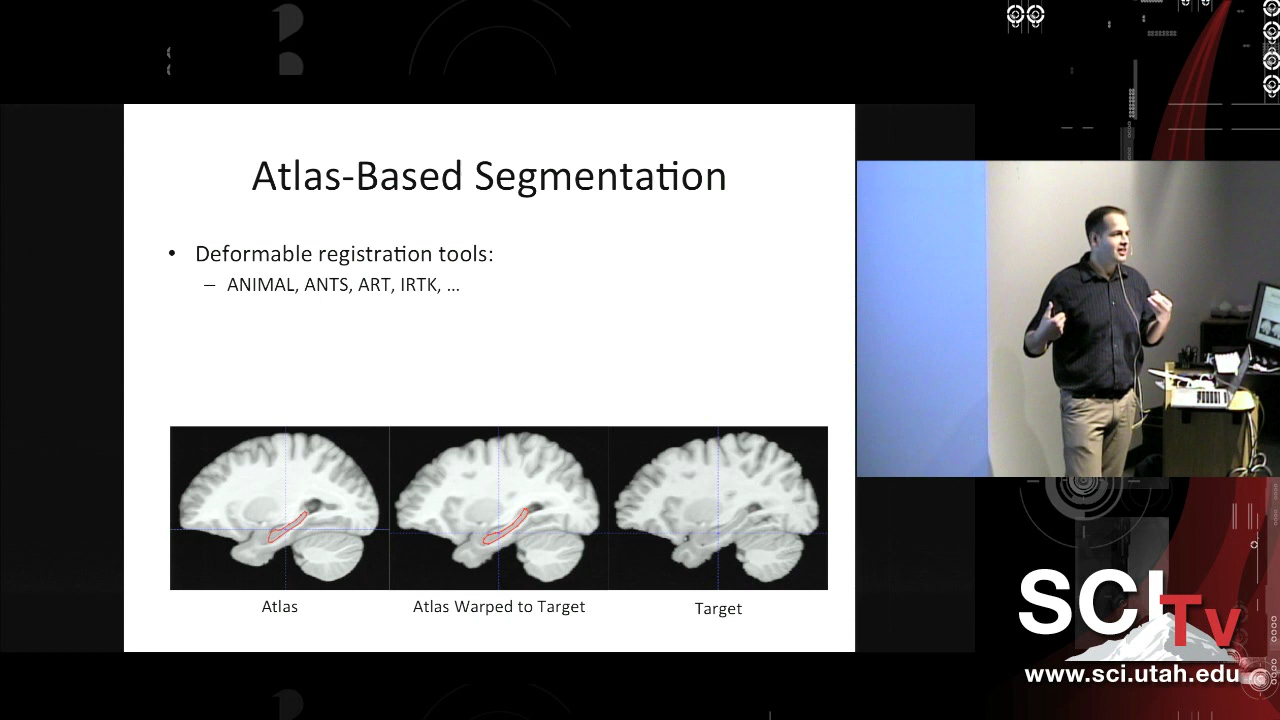 Atlas-Based Segmentation
• Deformable registration tools:
– ANIMAL, ANTS, ART, IRTK, ...
Atlas
Atlas Warped to Target
Target
SCI
Tv
www.sci.utah.edu